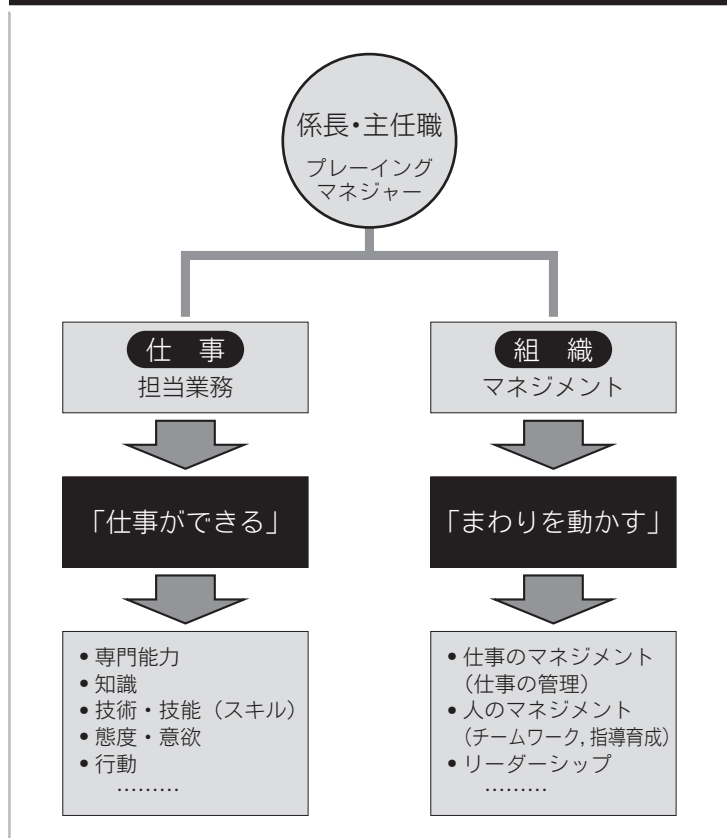 係長・主任職
プレーイング
マネジャー
仕 事
担当業務
「仕事ができる」
• 専門能力
• 知識
• 技術・技能（スキル）
• 態度・意欲
• 行動
………
組 織
マネジメント
「まわりを動かす」
• 仕事のマネジメント
（仕事の管理）
• 人のマネジメント
（チームワーク, 指導育成）
• リーダーシップ
………